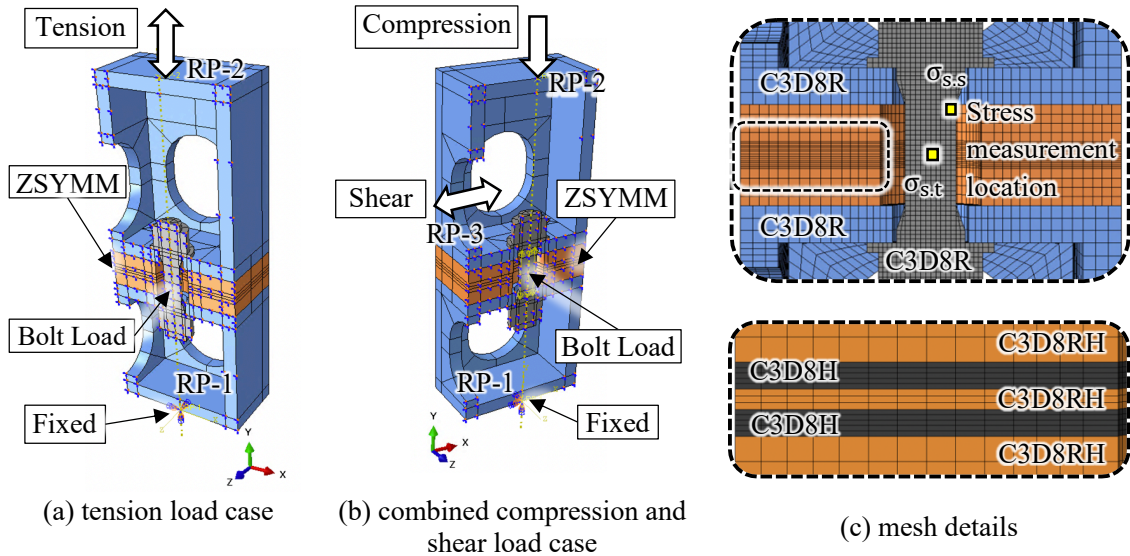 Tension
RP-2
ZSYMM
Bolt Load
RP-1
Fixed
Y
X
Z
(a) tension load case
Compression
RP-2
Shear
RP-3
ZSYMM
Bolt Load
RP-1
Fixed
Y
X
Z
(b) combined compression and
shear load case
C3D8R
σs.s
Stress
measurement
location
σs.t
C3D8R
C3D8R
C3D8RH
C3D8H
C3D8RH
C3D8H
C3D8RH
(c) mesh details